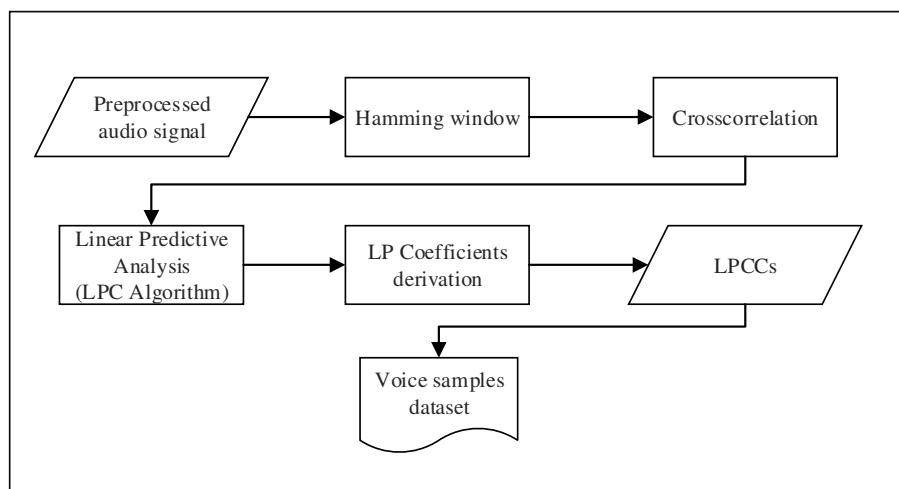 Preprocessed
audio signal
Hamming window
Crosscorrelation
Linear Predictive
Analysis
(LPC Algorithm)
LP Coefficients
derivation
LPCCs
Voice samples
dataset